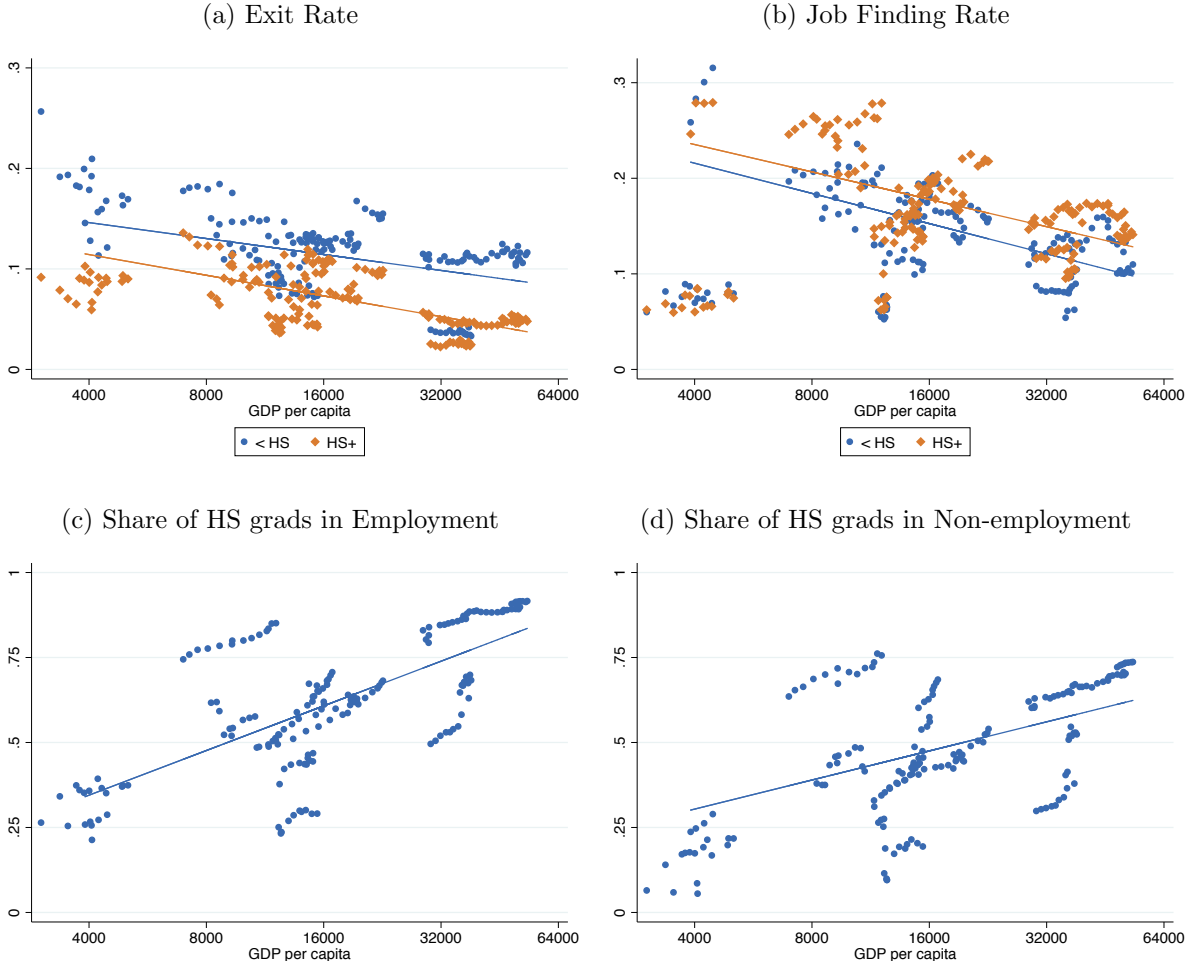 (a) Exit Rate
.3
.2
.1
0
4000 8000 16000 32000 64000
GDP per capita
< HS HS+
(b) Job Finding Rate
.3
.2
.1
0
4000 8000 16000 32000 64000
GDP per capita
< HS HS+
(c) Share of HS grads in Employment
1
.75
.5
.25
0
4000 8000 16000 32000 64000
GDP per capita
(d) Share of HS grads in Non-employment
1
.75
.5
.25
0
4000 8000 16000 32000 64000
GDP per capita